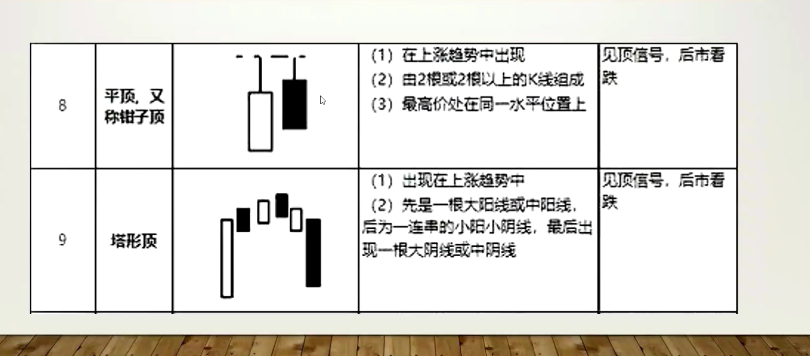 8
平顶，又
称钳子顶
（1）在上涨趋势中出现
（2）由2根或2根以上的K线组成
（3）最高价处在同一水平位置上
见顶信号，后市看
跌
9
塔形顶
（1）出现在上涨趋势中
（2）先是一根大阳线或中阳线，
后为一连串的小阳小阴线，最后出
现一根大阴线或中阴线
见顶信号，后市看
跌